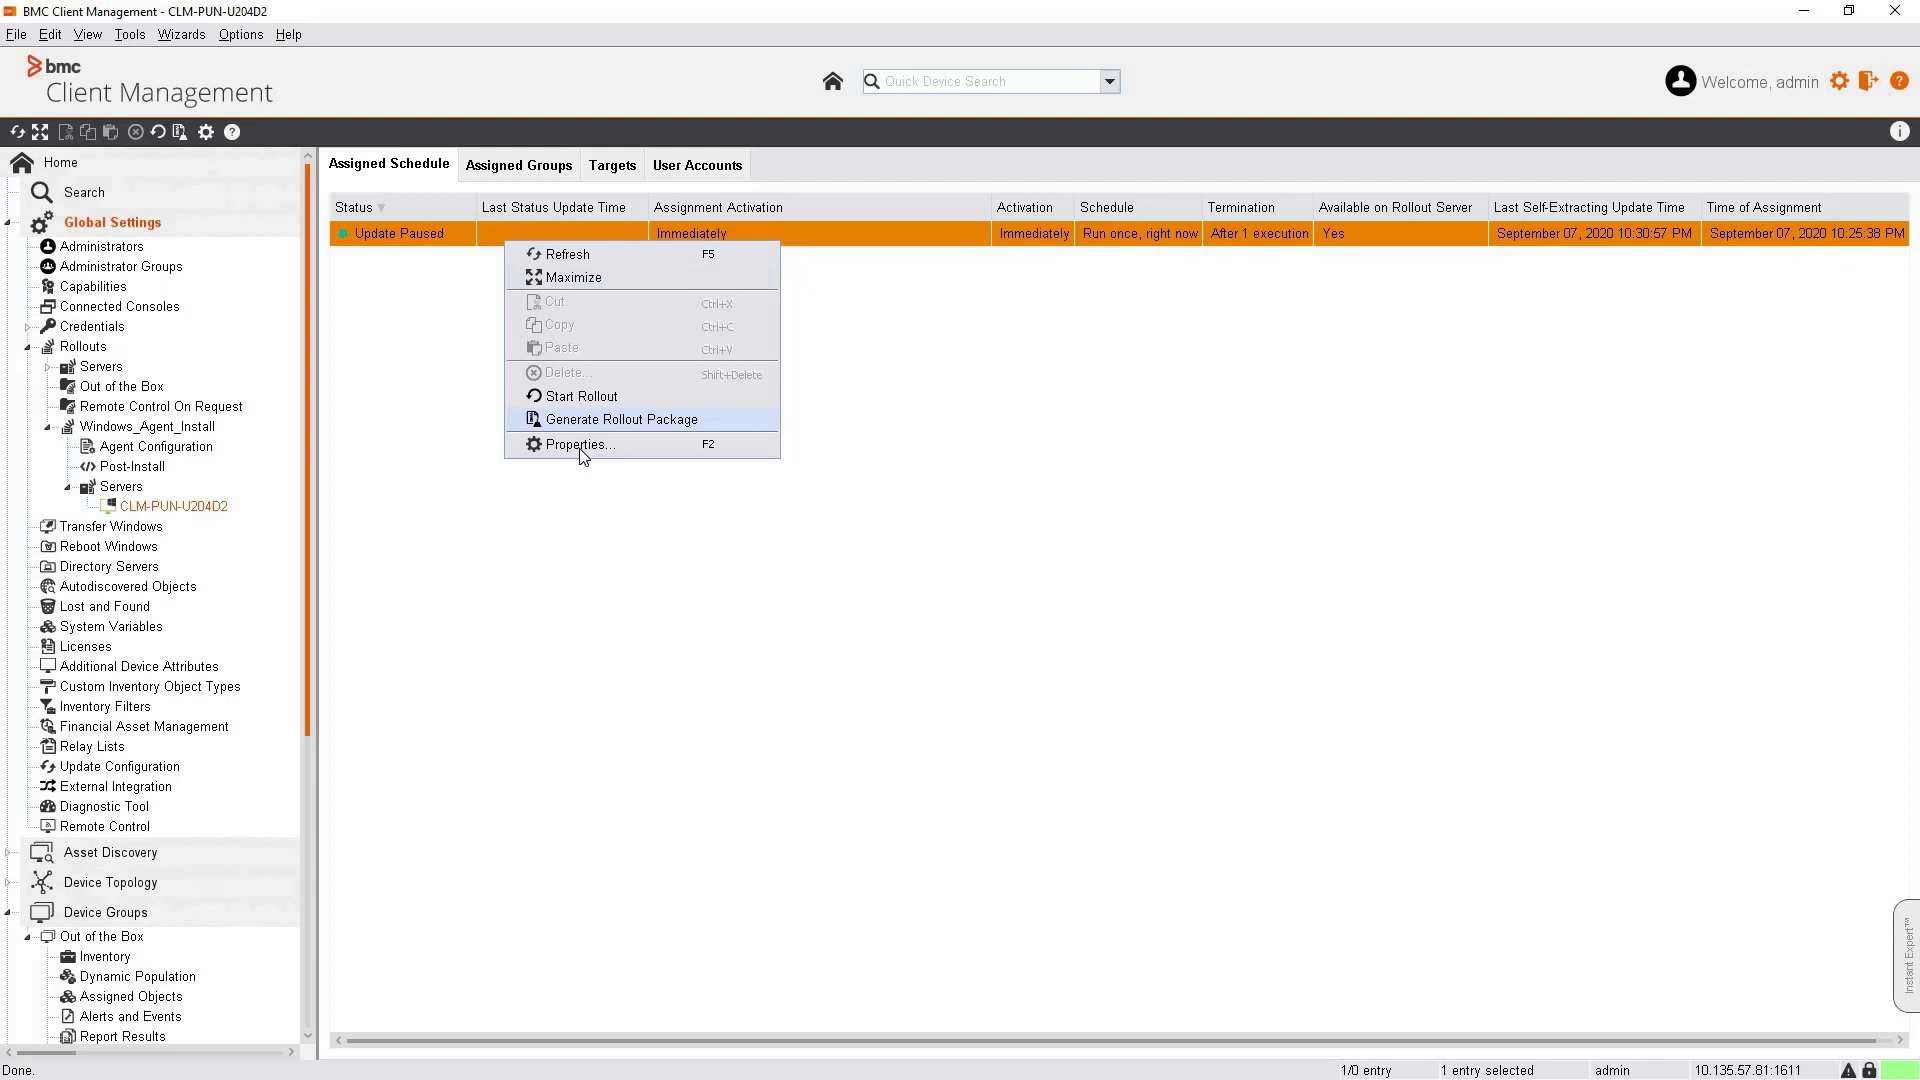 BMC Client Management - CLM-PUN-U204D2
File Edit View Tools Wizards Options Help
bmc
Client Management
Quick Device Search
Welcome, admin
Home
Search
Global Settings
Administrators
Administrator Groups
Capabilities
Connected Consoles
Credentials
Rollouts
Servers
Out of the Box
Remote Control On Request
Windows_Agent_Install
Agent Configuration
Post-Install
Servers
CLM-PUN-U204D2
Transfer Windows
Reboot Windows
Directory Servers
Autodiscovered Objects
Lost and Found
System Variables
Licenses
Additional Device Attributes
Custom Inventory Object Types
Inventory Filters
Financial Asset Management
Relay Lists
Update Configuration
External Integration
Diagnostic Tool
Remote Control
Asset Discovery
Device Topology
Device Groups
Out of the Box
Inventory
Dynamic Population
Assigned Objects
Alerts and Events
Report Results
Assigned Schedule Assigned Groups Targets User Accounts
Status Last Status Update Time Assignment Activation Activation Schedule Termination Available on Rollout Server Last Self-Extracting Update Time Time of Assignment
Update Paused Immediately Immediately Run once, right now After 1 execution Yes September 07, 2020 10:30:57 PM September 07, 2020 10:25:38 PM
Refresh F5
Maximize
Cut Ctrl+X
Copy Ctrl+C
Paste Ctrl+V
Delete... Shift+Delete
Start Rollout
Generate Rollout Package
Properties... F2
Instant Expert™
Done. 1/0 entry 1 entry selected admin 10.135.57.81:1611